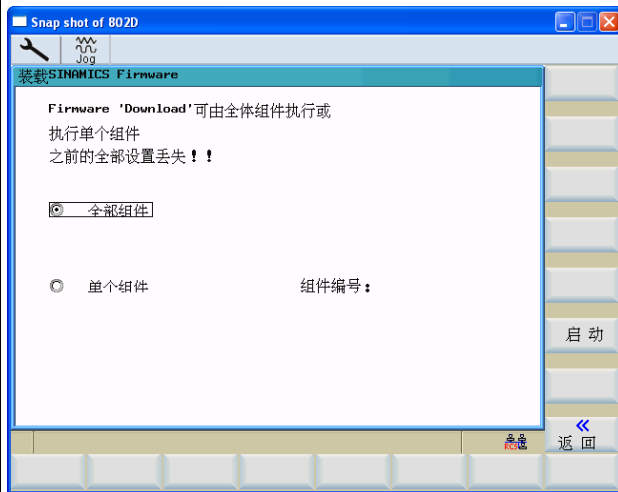 Snap shot of 802D
Jog
装载SINAMICS Firmware
Firmware 'Download'可由全体组件执行或
执行单个组件
之前的全部设置丢失！！
全部组件
单个组件 组件编号：
启动
RCS
返回